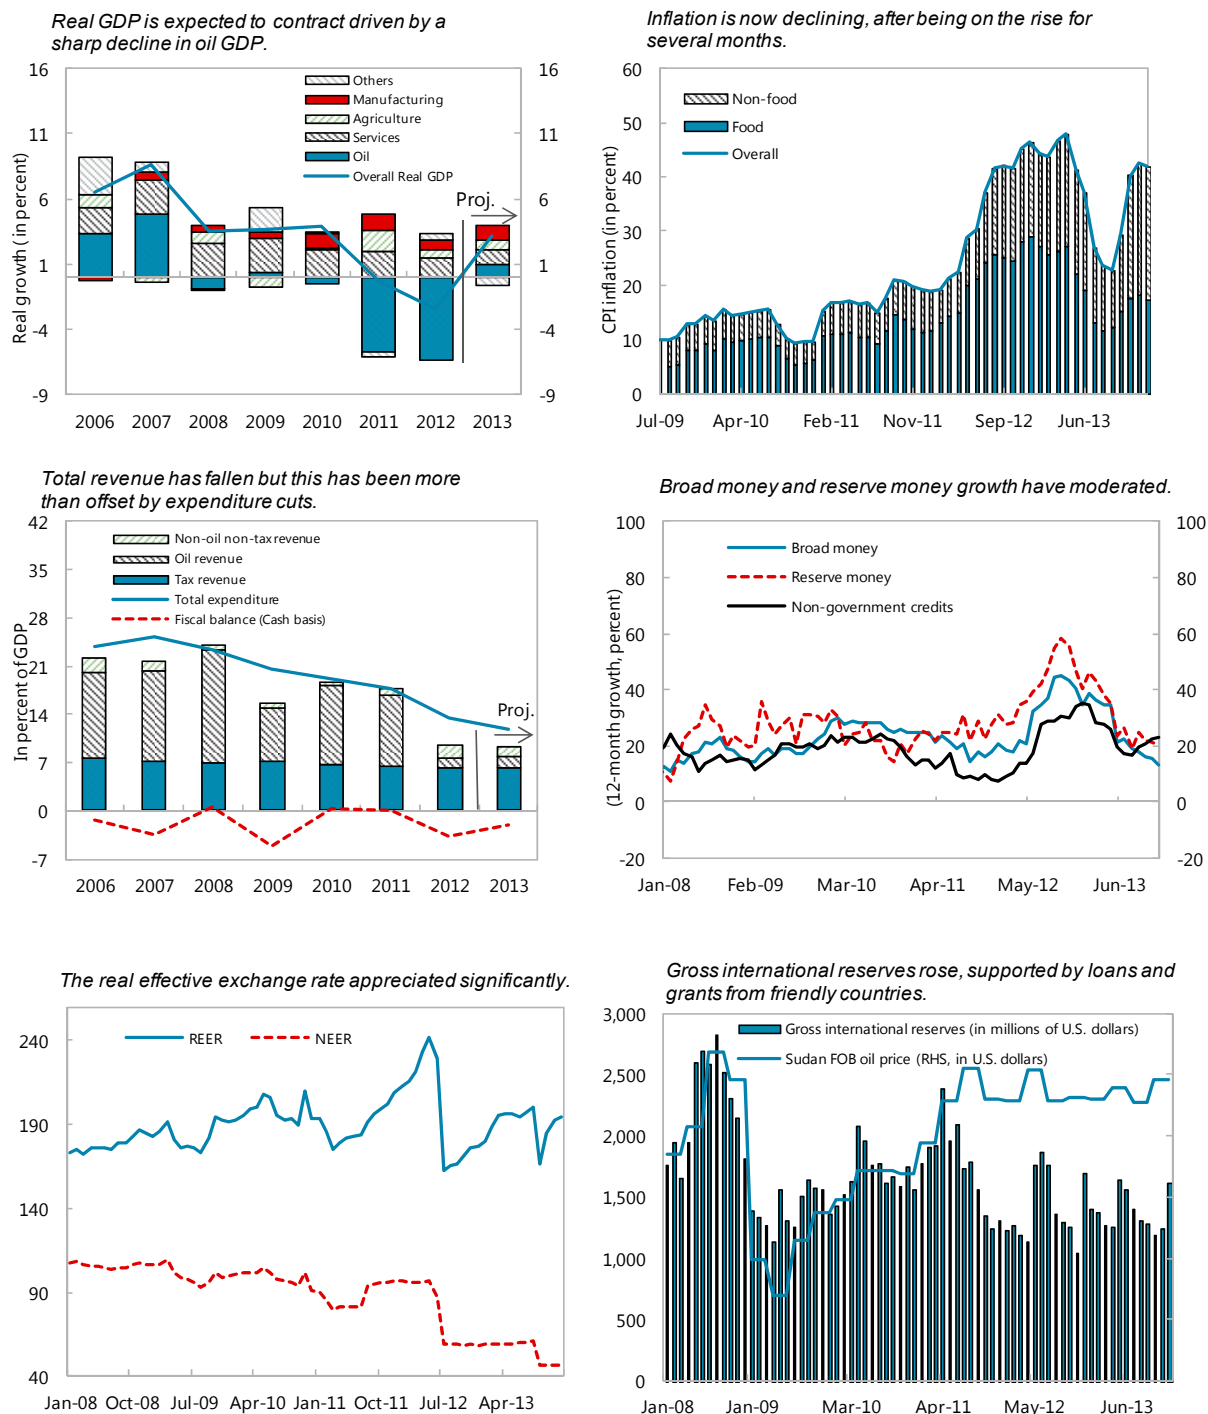 Real GDP is expected to contract driven by a
sharp decline in oil GDP.
16
11
6
1
-4
-9
16
11
6
1
-4
-9
Real growth ( in percent)
Others
Manufacturing
Agriculture
Services
Oil
Overall Real GDP
Proj.
2006 2007 2008 2009 2010 2011 2012 2013
Inflation is now declining, after being on the rise for
several months.
60
50
40
30
20
10
0
CPI inflation (in percent)
Non-food
Food
Overall
Jul-09 Apr-10 Feb-11 Nov-11 Sep-12 Jun-13
Total revenue has fallen but this has been more
than offset by expenditure cuts.
42
35
28
21
14
7
0
-7
In percent of GDP
Non-oil non-tax revenue
Oil revenue
Tax revenue
Total expenditure
Fiscal balance (Cash basis)
Proj.
2006 2007 2008 2009 2010 2011 2012 2013
Broad money and reserve money growth have moderated.
100
80
60
40
20
0
-20
100
80
60
40
20
0
-20
(12-month growth, percent)
Broad money
Reserve money
Non-government credits
Jan-08 Feb-09 Mar-10 Apr-11 May-12 Jun-13
The real effective exchange rate appreciated significantly.
240
190
140
90
40
REER
NEER
Jan-08 Oct-08 Jul-09 Apr-10 Jan-11 Oct-11 Jul-12 Apr-13
Gross international reserves rose, supported by loans and
grants from friendly countries.
3,000
2,500
2,000
1,500
1,000
500
0
Gross international reserves (in millions of U.S. dollars)
Sudan FOB oil price (RHS, in U.S. dollars)
Jan-08 Jan-09 Mar-10 Apr-11 May-12 Jun-13